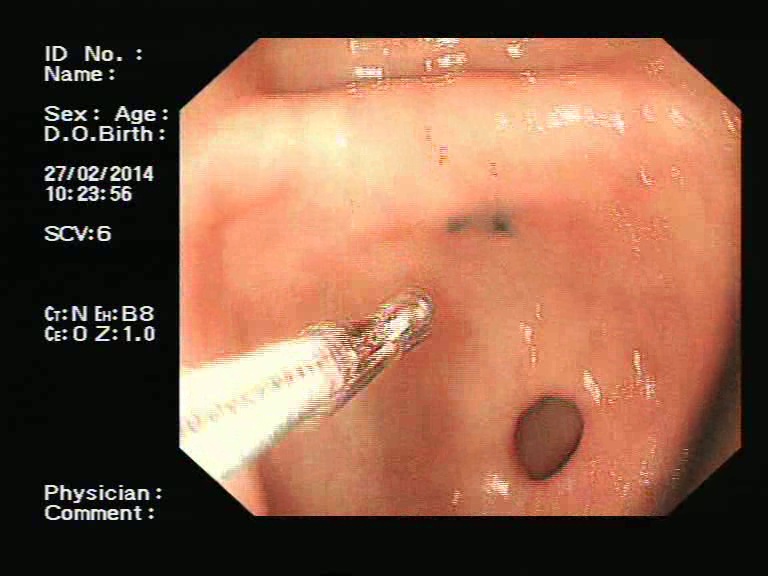 ID No. :
Name:
Sex: Age:
D.O.Birth:
27/02/2014
10:23:56
SCV:6
CT:N EH:B8
CE:0 Z:1.0
Physician:
Comment: